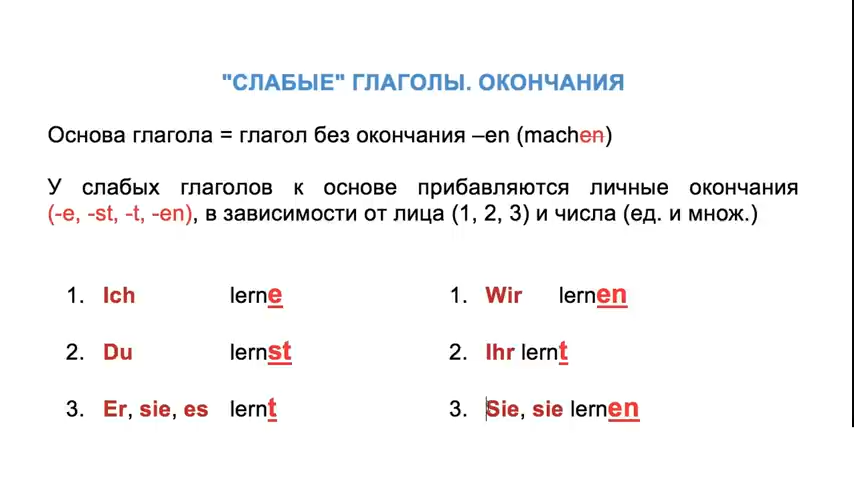 "СЛАБЫЕ" ГЛАГОЛЫ. ОКОНЧАНИЯ
Основа глагола = глагол без окончания –en (machen)
У слабых глаголов к основе прибавляются личные окончания
(-e, -st, -t, -en), в зависимости от лица (1, 2, 3) и числа (ед. и множ.)
1. Ich lerne
2. Du lernst
3. Er, sie, es lernt
1. Wir lernen
2. Ihr lernt
3. Sie, sie lernen